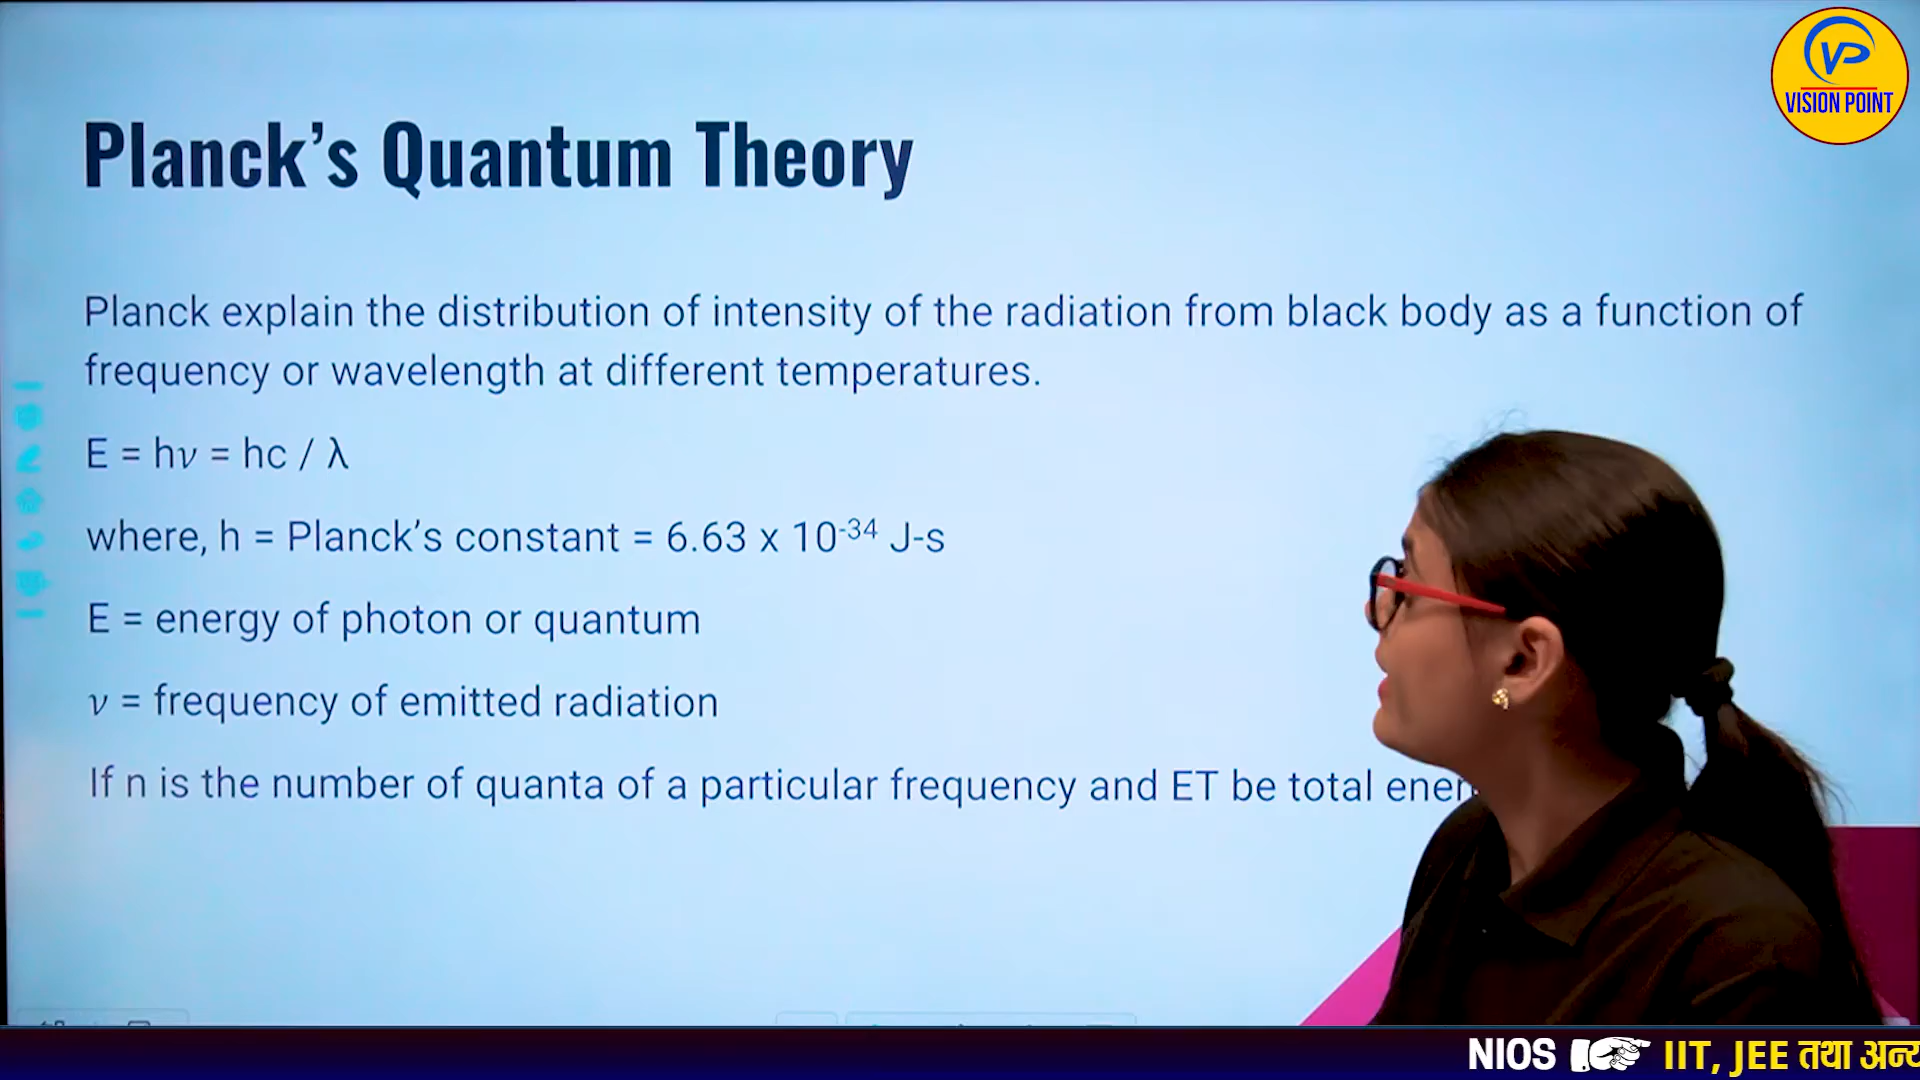 VP
VISION POINT
Planck’s Quantum Theory
Planck explain the distribution of intensity of the radiation from black body as a function of
frequency or wavelength at different temperatures.
E = hν = hc / λ
where, h = Planck’s constant = 6.63 x 10⁻³⁴ J-s
E = energy of photon or quantum
ν = frequency of emitted radiation
If n is the number of quanta of a particular frequency and ET be total
NIOS IIT, JEE तथा